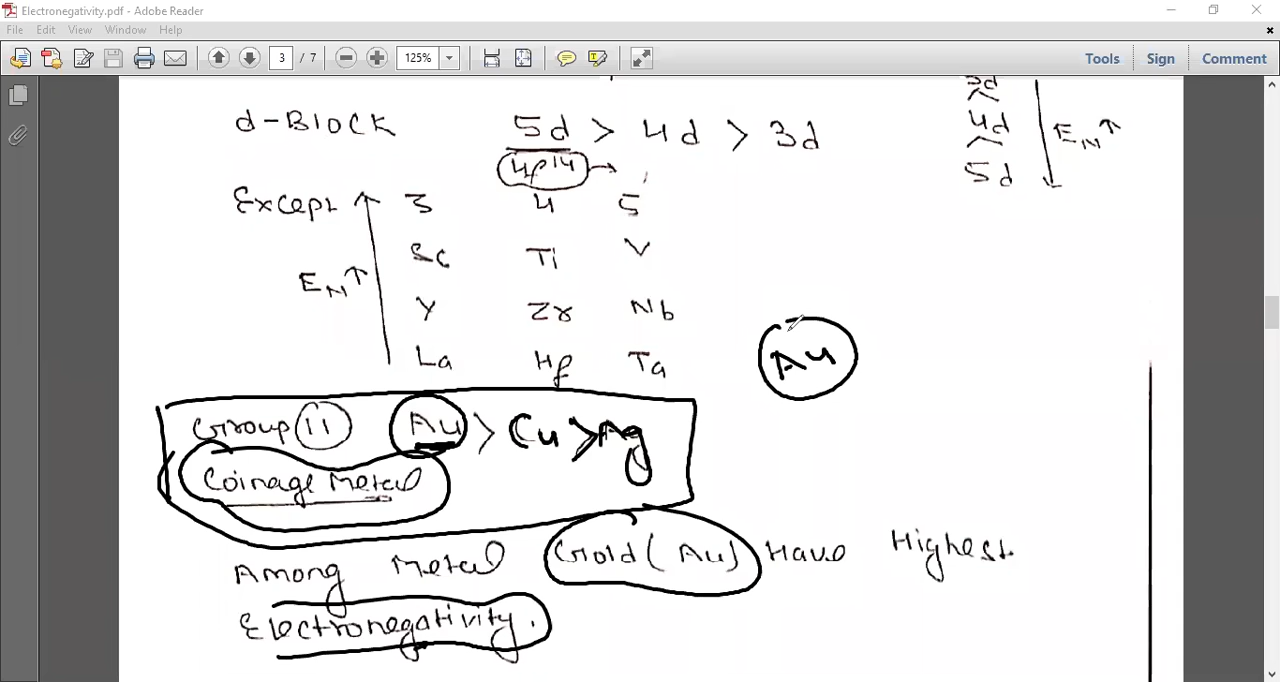 Electronegativity.pdf - Adobe Reader
File Edit View Window Help
3 / 7 125% Tools Sign Comment
3d
d-BLOCK 5d > 4d > 3d
4d
EN↑
4f14 →
5d
Except 3 4 5
Sc Ti V
EN↑
Y Zr Nb
La Hf Ta
Au
Group 11 Au > Cu > Ag
Coinage Metal
Among Metal Gold (Au) Have Highest
Electronegativity.